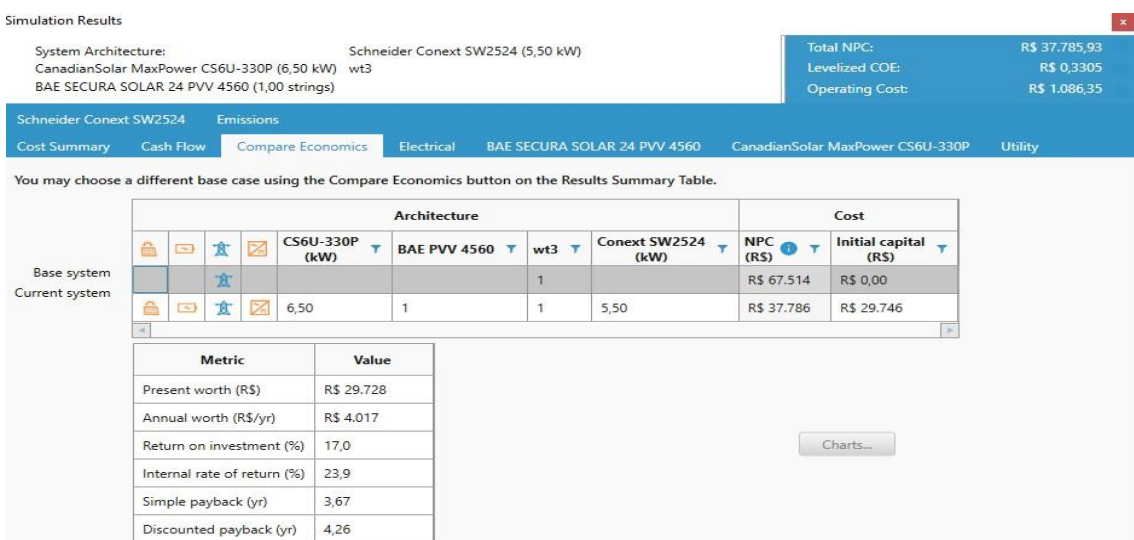 Simulation Results
x
System Architecture: Schneider Conext SW2524 (5,50 kW)
CanadianSolar MaxPower CS6U-330P (6,50 kW) wt3
BAE SECURA SOLAR 24 PVV 4560 (1,00 strings)
Total NPC: R$ 37.785,93
Levelized COE: R$ 0,3305
Operating Cost: R$ 1.086,35
Schneider Conext SW2524 Emissions
Cost Summary Cash Flow Compare Economics Electrical BAE SECURA SOLAR 24 PVV 4560 CanadianSolar MaxPower CS6U-330P Utility
You may choose a different base case using the Compare Economics button on the Results Summary Table.
Architecture Cost
CS6U-330P (kW) BAE PVV 4560 wt3 Conext SW2524 (kW) NPC (R$) Initial capital (R$)
Base system 1 R$ 67.514 R$ 0,00
Current system 6,50 1 1 5,50 R$ 37.786 R$ 29.746
Metric Value
Present worth (R$) R$ 29.728
Annual worth (R$/yr) R$ 4.017
Return on investment (%) 17,0
Internal rate of return (%) 23,9
Simple payback (yr) 3,67
Discounted payback (yr) 4,26
Charts...